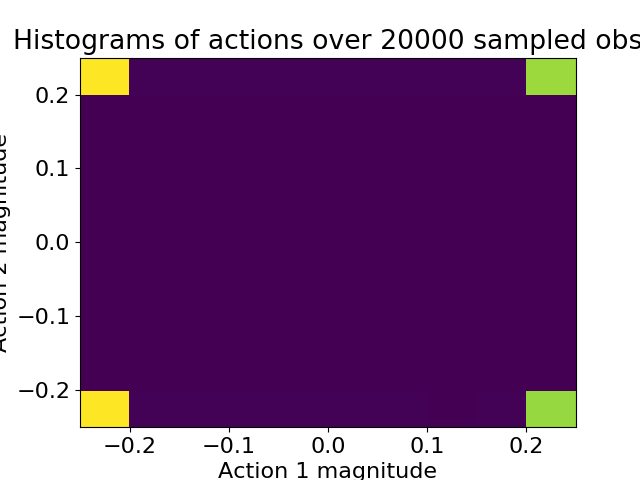 Histograms of actions over 20000 sampled obs
0.2
0.1
0.0
−0.1
−0.2
Action 2 magnitude
−0.2 −0.1 0.0 0.1 0.2
Action 1 magnitude